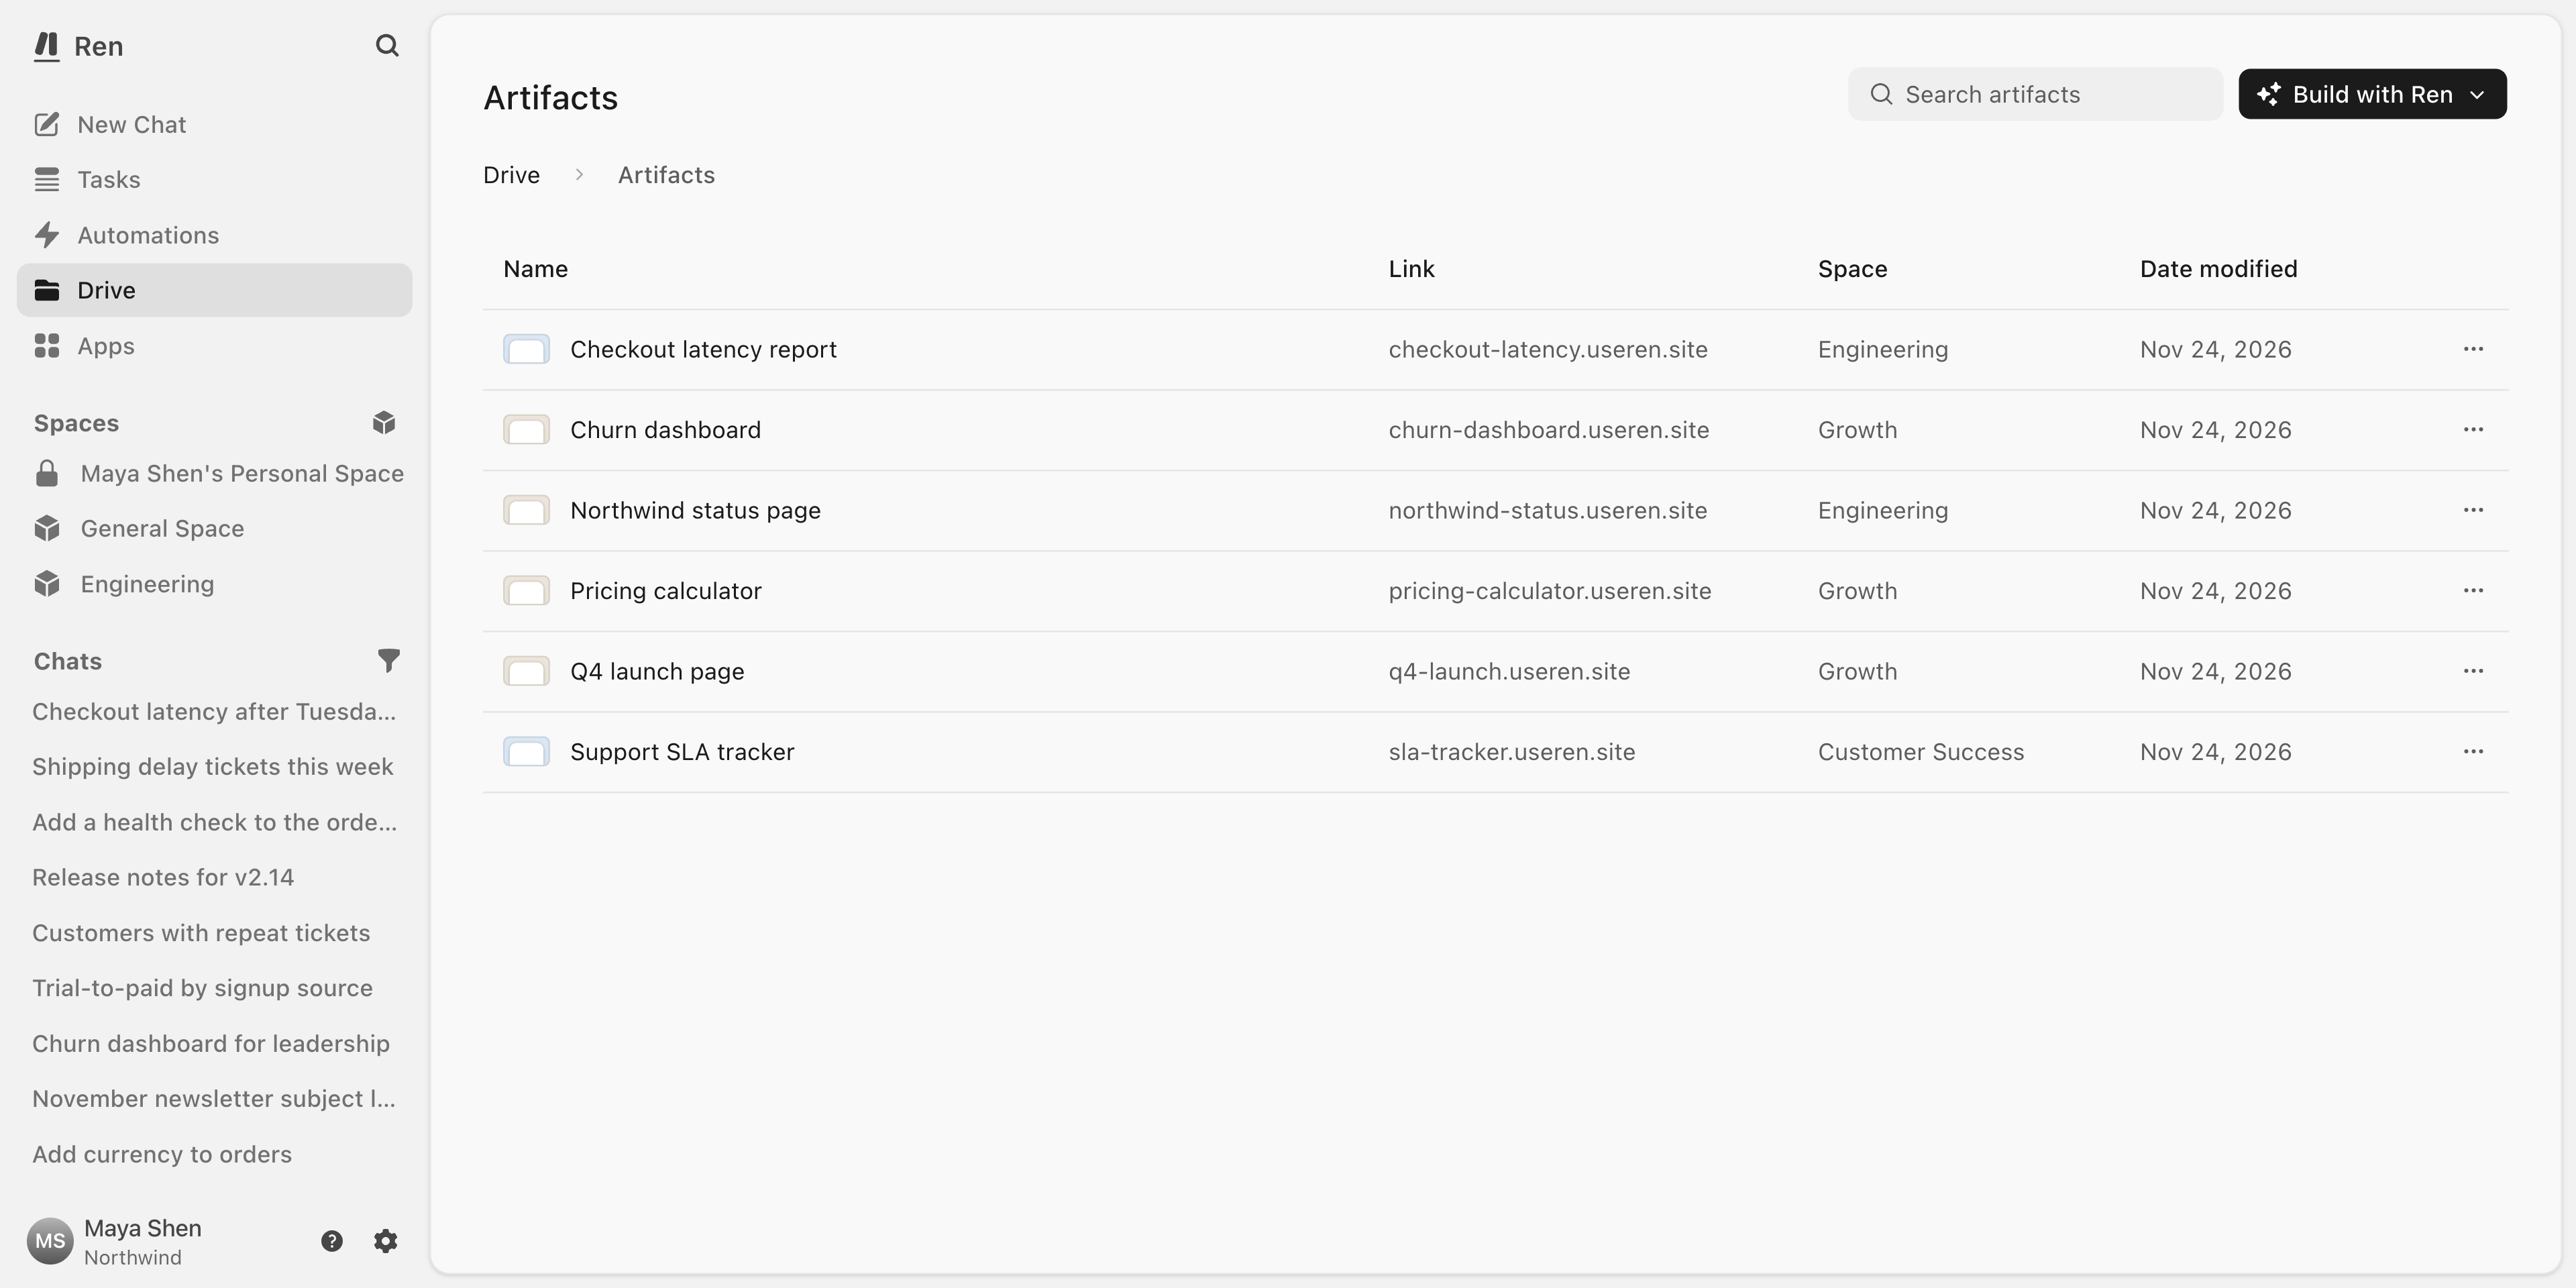 Ren
New Chat
Tasks
Automations
Drive
Apps
Spaces
Maya Shen's Personal Space
General Space
Engineering
Chats
Checkout latency after Tuesda...
Shipping delay tickets this week
Add a health check to the orde...
Release notes for v2.14
Customers with repeat tickets
Trial-to-paid by signup source
Churn dashboard for leadership
November newsletter subject l...
Add currency to orders
MS
Maya Shen
Northwind
?
Artifacts
Search artifacts
Build with Ren
Drive > Artifacts
Name Link Space Date modified
Checkout latency report checkout-latency.useren.site Engineering Nov 24, 2026
Churn dashboard churn-dashboard.useren.site Growth Nov 24, 2026
Northwind status page northwind-status.useren.site Engineering Nov 24, 2026
Pricing calculator pricing-calculator.useren.site Growth Nov 24, 2026
Q4 launch page q4-launch.useren.site Growth Nov 24, 2026
Support SLA tracker sla-tracker.useren.site Customer Success Nov 24, 2026